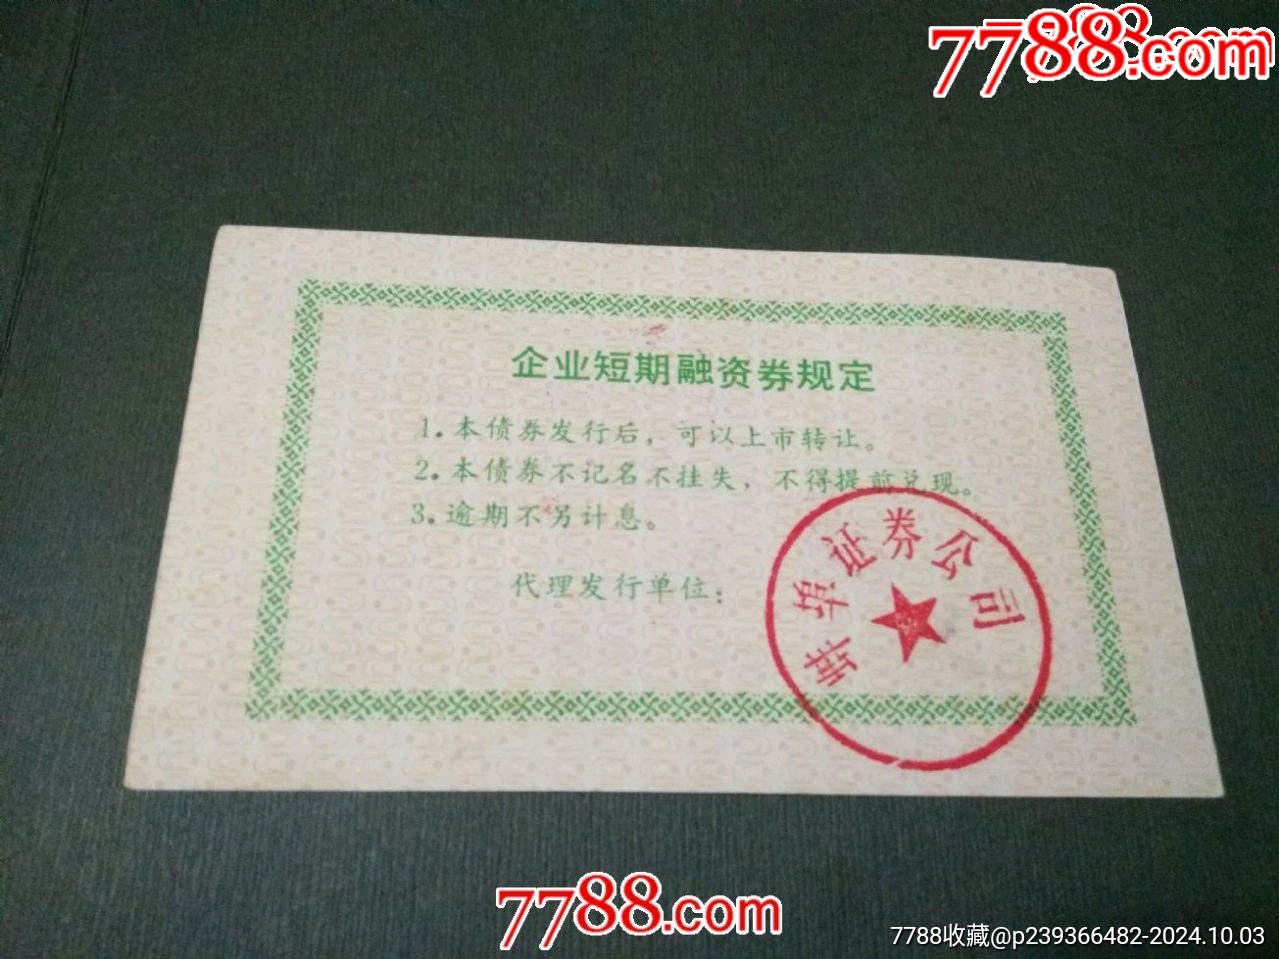 7788.com
企业短期融资券规定
1.本债券发行后，可以上市转让。
2.本债券不记名不挂失，不得提前兑现。
3.逾期不另计息。
代理发行单位：
蚌埠证券公司
7788.com
7788收藏@p239366482-2024.10.03